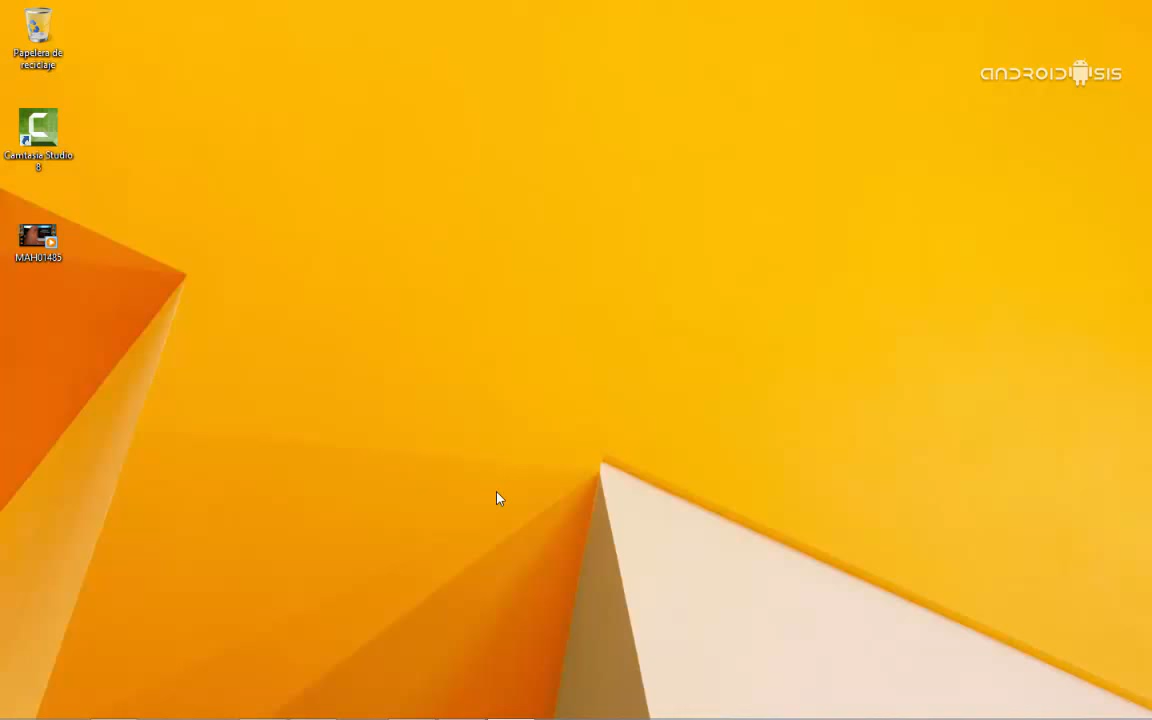 Papelera de
reciclaje
ANDROIDSIS
Camtasia Studio
8
MAH01485